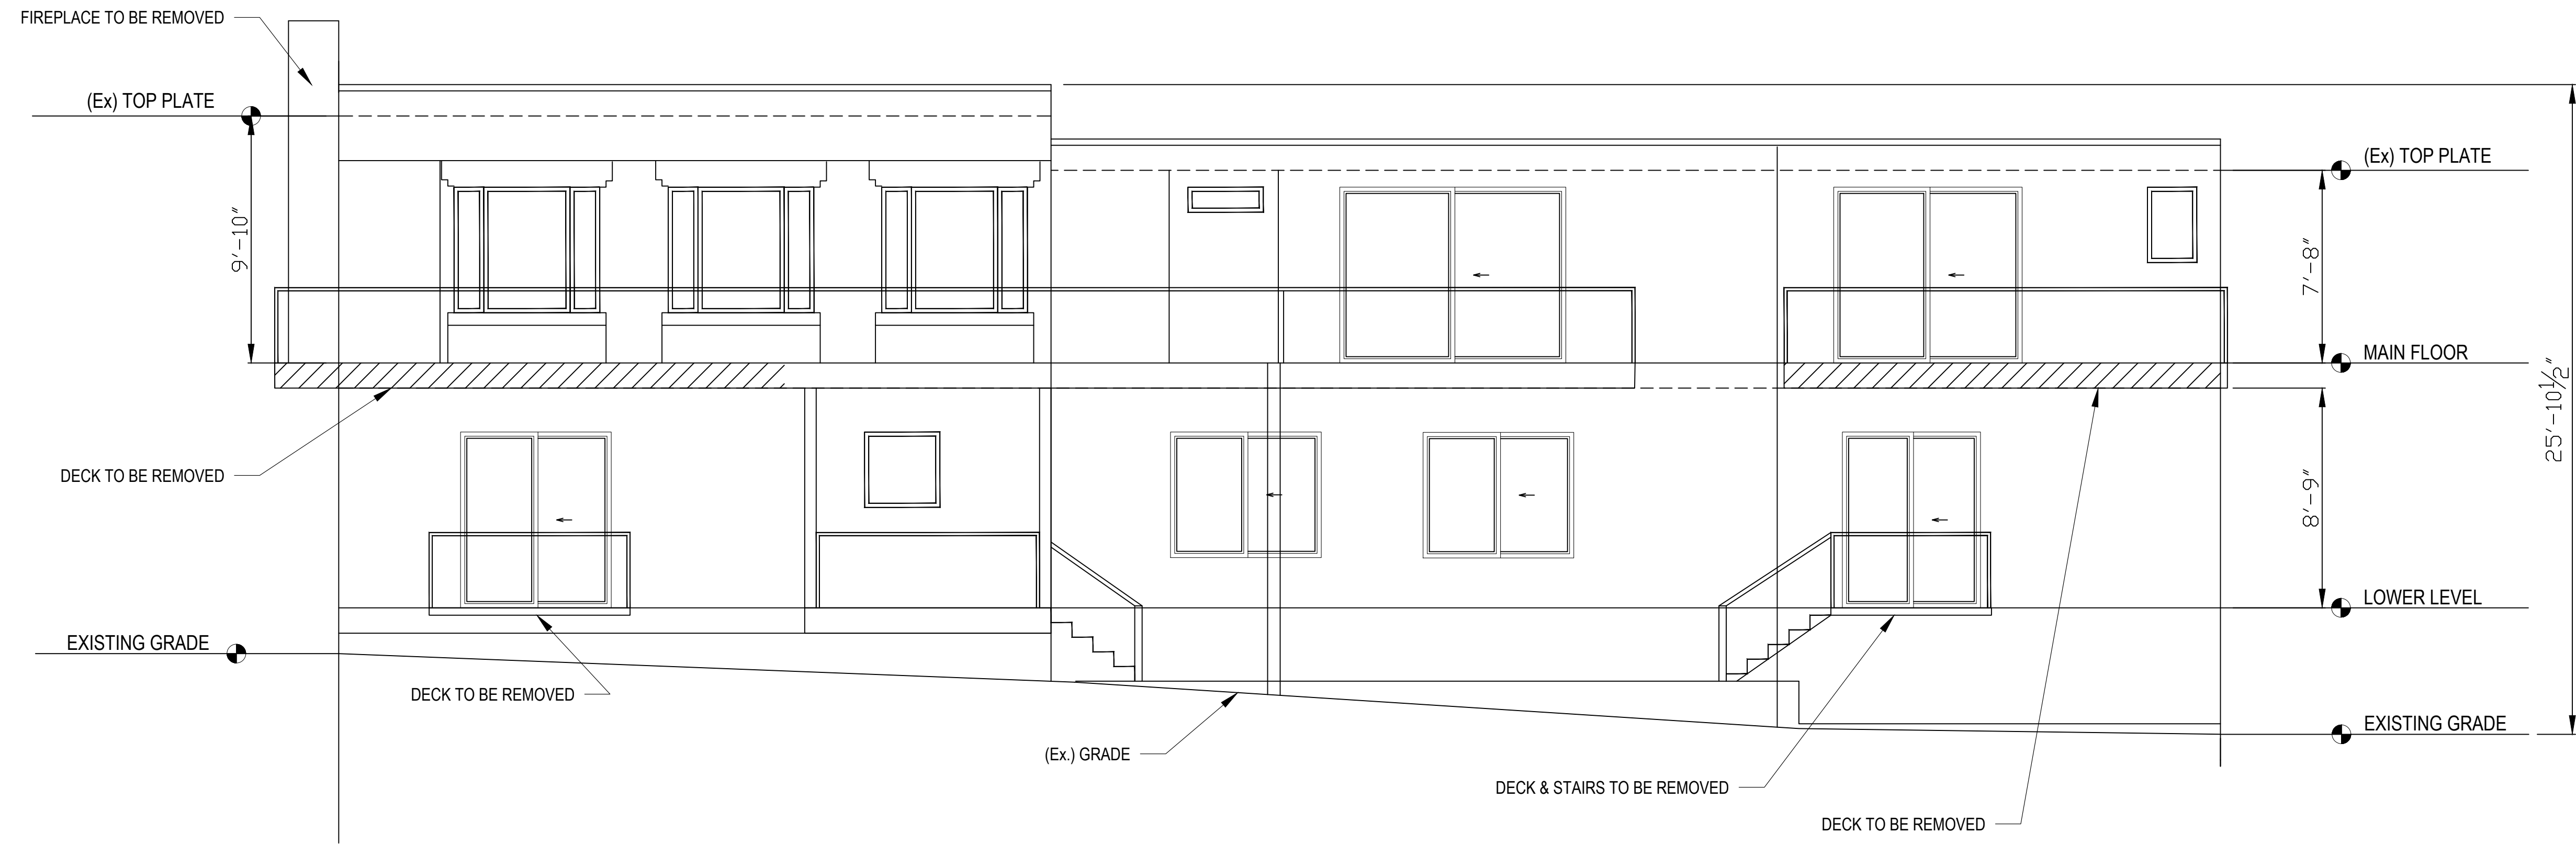 FIREPLACE TO BE REMOVED
(Ex) TOP PLATE
(Ex) TOP PLATE
9'-10"
7'-8"
MAIN FLOOR
25'-10½"
DECK TO BE REMOVED
8'-9"
LOWER LEVEL
EXISTING GRADE
DECK TO BE REMOVED
EXISTING GRADE
(Ex.) GRADE
DECK & STAIRS TO BE REMOVED
DECK TO BE REMOVED